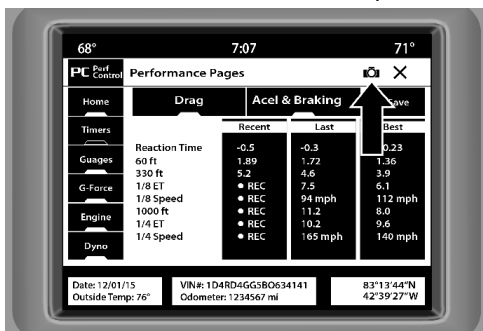 68° 7:07 71°
PC Perf Control Performance Pages
Home Drag Acel & Braking Save
Timers Recent Last Best
Reaction Time -0.5 -0.3 -0.23
60 ft 1.89 1.72 1.36
Guages 330 ft 5.2 4.6 3.9
1/8 ET • REC 7.5 6.1
G-Force 1/8 Speed • REC 94 mph 112 mph
1000 ft • REC 11.2 8.0
Engine 1/4 ET • REC 10.2 9.6
1/4 Speed • REC 165 mph 140 mph
Dyno
Date: 12/01/15 VIN#: 1D4RD4GG5BO634141 83°13'44"N
Outside Temp: 76° Odometer: 1234567 mi 42°39'27"W